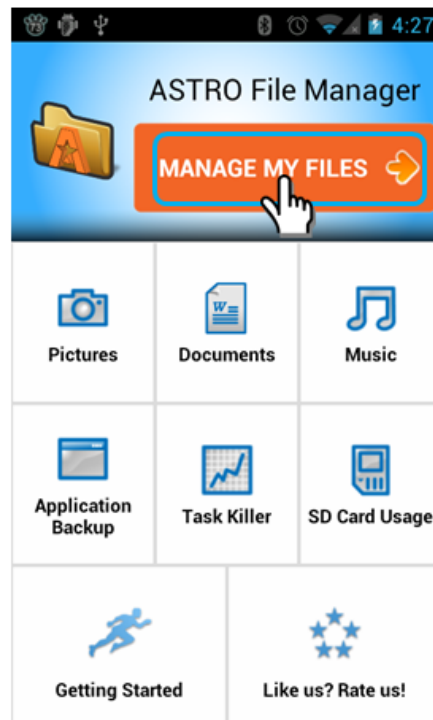 73
4:27
ASTRO File Manager
MANAGE MY FILES
Pictures
Documents
Music
Application
Backup
Task Killer
SD Card Usage
Getting Started
Like us? Rate us!